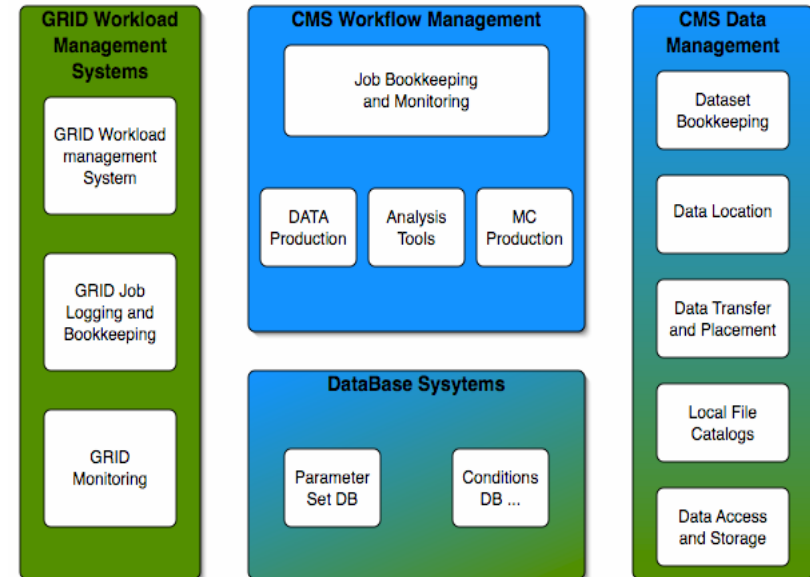 GRID Workload
Management
Systems
GRID Workload
management
System
GRID Job
Logging and
Bookkeeping
GRID
Monitoring
CMS Workflow Management
Job Bookkeeping
and Monitoring
DATA
Production
Analysis
Tools
MC
Production
DataBase Sysytems
Parameter
Set DB
Conditions
DB ...
CMS Data
Management
Dataset
Bookkeeping
Data Location
Data Transfer
and Placement
Local File
Catalogs
Data Access
and Storage